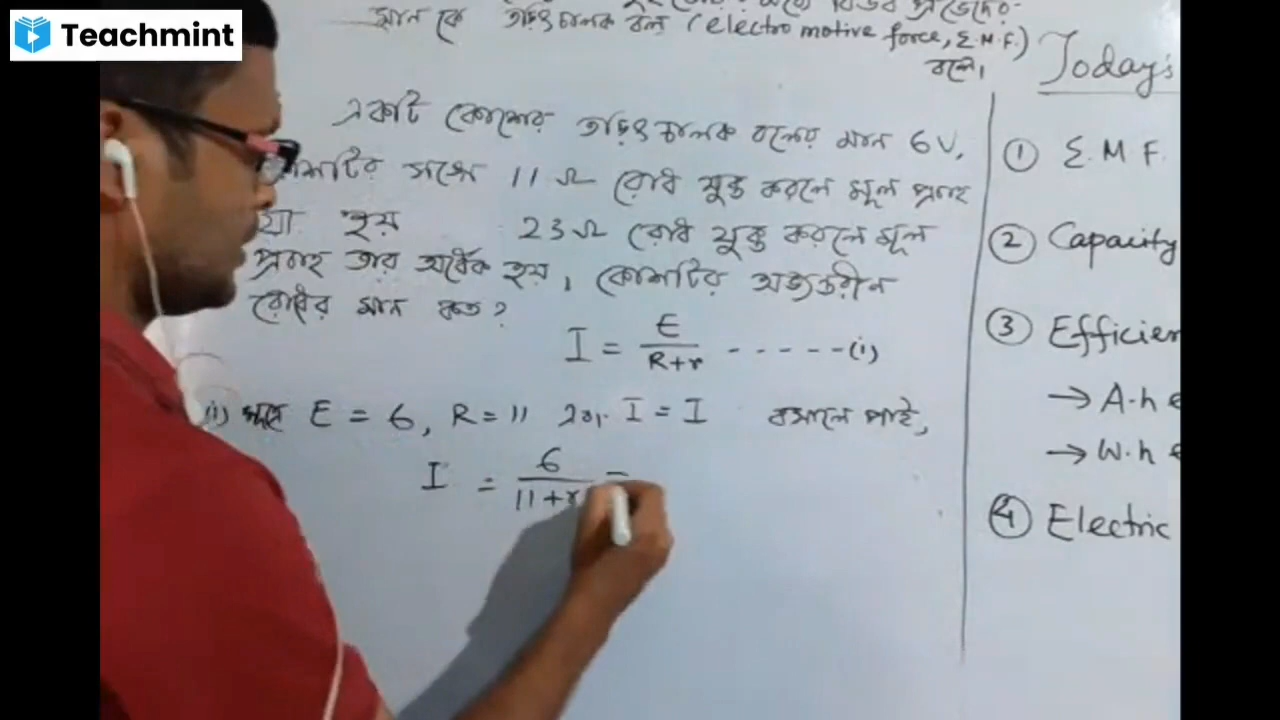 Teachmint
মান কে তড়িৎচালক বল (electro motive force, E.M.F.)
বলে।
একটি কোশের তড়িৎচালক বলের মান 6V,
সঙ্গে 11Ω রোধ যুক্ত করলে মূল প্রবাহ
যা হয় 23Ω রোধ যুক্ত করলে মূল
প্রবাহ তার অর্ধেক হয়, কোশটির অভ্যন্তরীন
রোধের মান কত?
I = E/(R+r) ------(i)
E = 6, R = 11 এবং I = I বসালে পাই,
I = 6/(11+r
Today's
① E.M.F.
② Capacity
③ Efficien
→ A.h e
→ W.h e
④ Electric